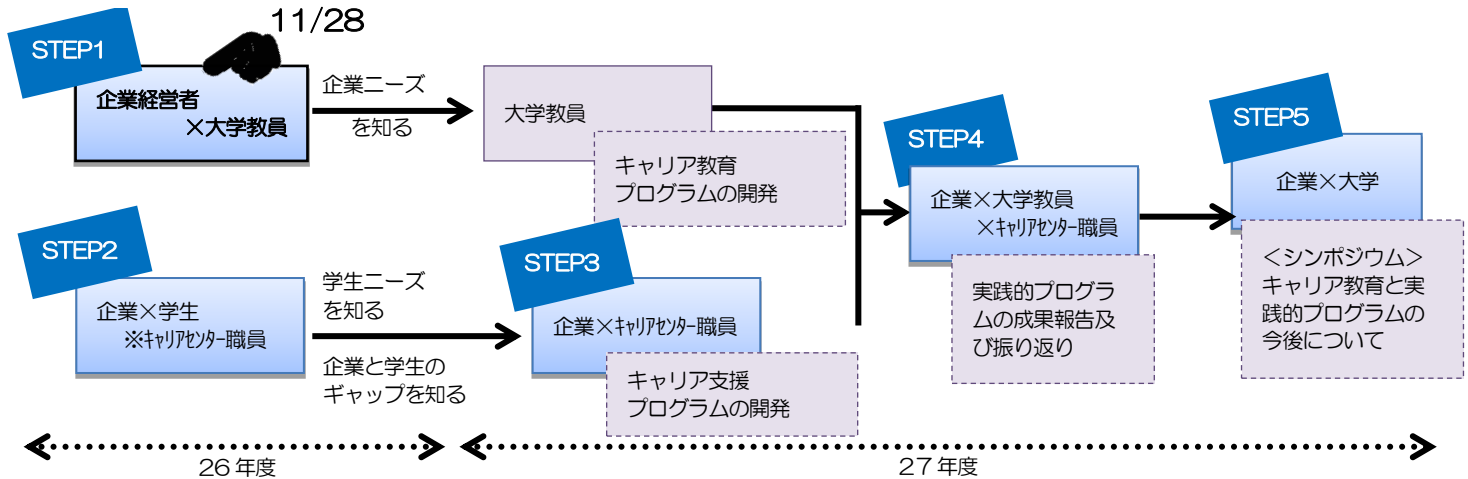 11/28
STEP1
企業経営者
×大学教員
企業ニーズ
を知る
大学教員
キャリア教育
プログラムの開発
STEP2
企業×学生
※ｷｬﾘｱｾﾝﾀｰ職員
学生ニーズ
を知る
企業と学生の
ギャップを知る
STEP3
企業×ｷｬﾘｱｾﾝﾀｰ職員
キャリア支援
プログラムの開発
STEP4
企業×大学教員
×ｷｬﾘｱｾﾝﾀｰ職員
実践的プログラ
ムの成果報告及
び振り返り
STEP5
企業×大学
＜シンポジウム＞
キャリア教育と実
践的プログラムの
今後について
26 年度
27 年度